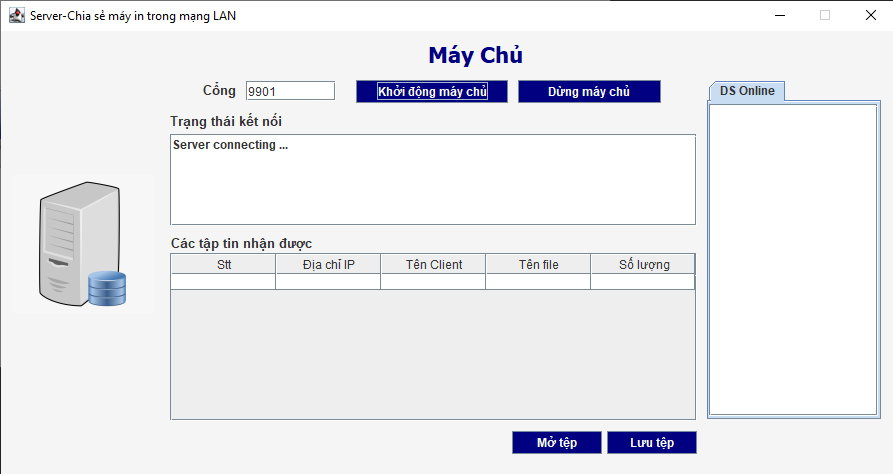 Server-Chia sẻ máy in trong mạng LAN
Máy Chủ
Cổng 9901 Khởi động máy chủ Dừng máy chủ
DS Online
Trạng thái kết nối
Server connecting ...
Các tập tin nhận được
Stt Địa chỉ IP Tên Client Tên file Số lượng
Mở tệp Lưu tệp